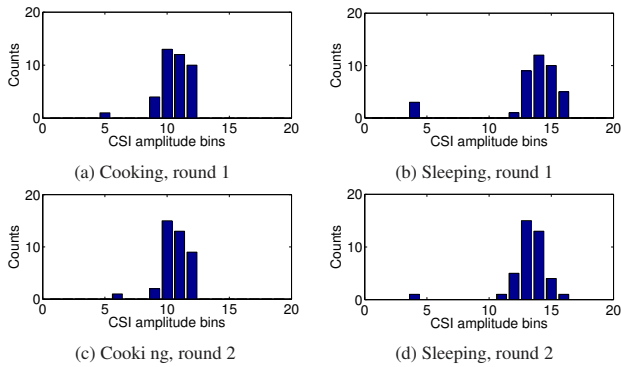 20
10
0
Counts
0 5 10 15 20
CSI amplitude bins
(a) Cooking, round 1
20
10
0
Counts
0 5 10 15 20
CSI amplitude bins
(b) Sleeping, round 1
20
10
0
Counts
0 5 10 15 20
CSI amplitude bins
(c) Cooki ng, round 2
20
10
0
Counts
0 5 10 15 20
CSI amplitude bins
(d) Sleeping, round 2